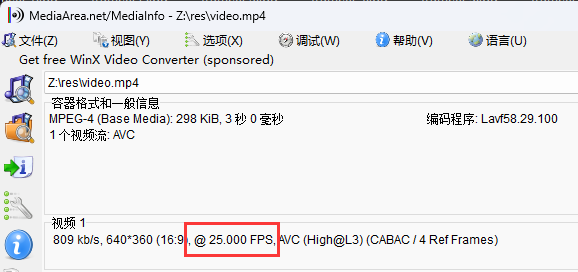 MediaArea.net/MediaInfo - Z:\res\video.mp4
文件(Z) 视图(Y) 选项(X) 调试(W) 帮助(V) 语言(U)
Get free WinX Video Converter (sponsored)
Z:\res\video.mp4
容器格式和一般信息
MPEG-4 (Base Media): 298 KiB, 3 秒 0 毫秒 编码程序: Lavf58.29.100
1 个视频流: AVC
视频 1
809 kb/s, 640*360 (16:9), @ 25.000 FPS, AVC (High@L3) (CABAC / 4 Ref Frames)